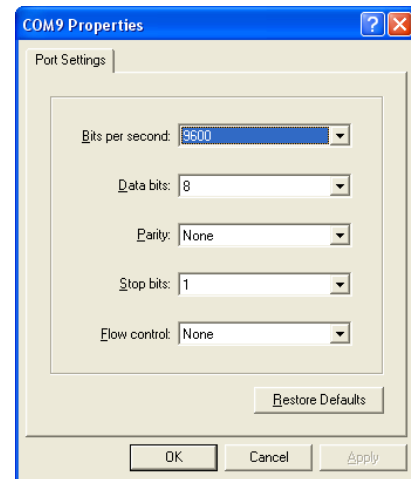 COM9 Properties
Port Settings
Bits per second: 9600
Data bits: 8
Parity: None
Stop bits: 1
Flow control: None
Restore Defaults
OK Cancel Apply